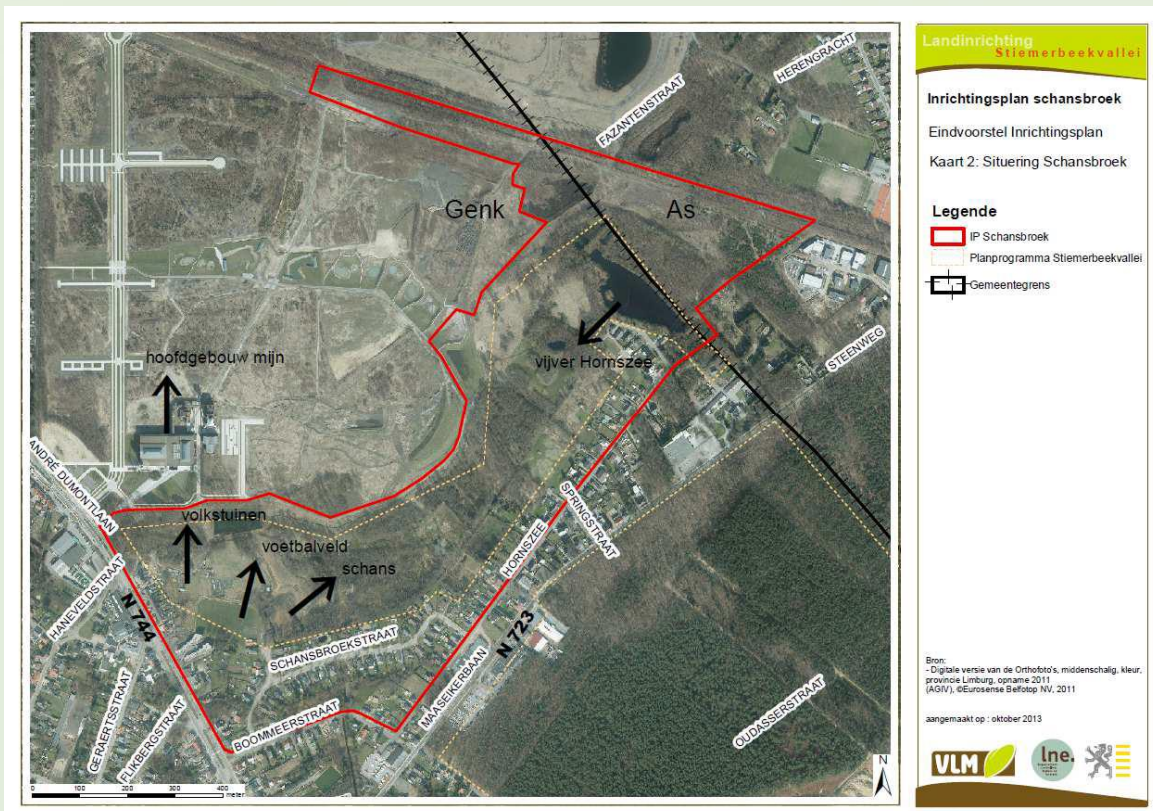 HERENGRACHT
FAZANTENSTRAAT
Genk
As
hoofdgebouw mijn
vijver Hornszee
STEENWEG
ANDRÉ DUMONTLAAN
volkstuinen
voetbalveld
schans
SPRINGSTRAAT
HORNSZEE
HANEVELDSTRAAT
N 744
N 723
SCHANSBROEKSTRAAT
MAASEIKERBAAN
BOOMMEERSTRAAT
GERAERTSSTRAAT
FLIKBERGSTRAAT
OUDASSERSTRAAT
N
0 100 200 300 400
meter
Landinrichting
Stiemerbeekvallei
Inrichtingsplan schansbroek
Eindvoorstel Inrichtingsplan
Kaart 2: Situering Schansbroek
Legende
IP Schansbroek
Planprogramma Stiemerbeekvallei
Gemeentegrens
Bron:
- Digitale versie van de Orthofoto's, middenschalig, kleur,
provincie Limburg, opname 2011
(AGIV), ©Eurosense Belfotop NV, 2011
aangemaakt op : oktober 2013
VLM
lne.